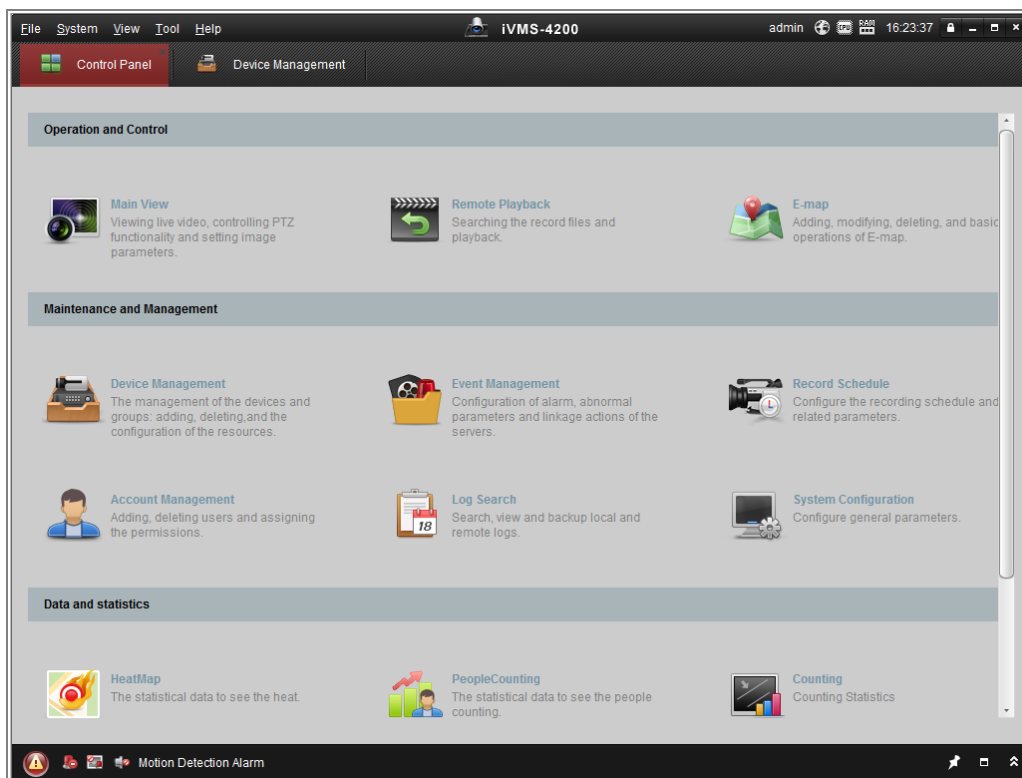 File System View Tool Help iVMS-4200 admin CPU RAM 16:23:37
Control Panel Device Management
Operation and Control
Main View
Viewing live video, controlling PTZ
functionality and setting image
parameters.
Remote Playback
Searching the record files and
playback.
E-map
Adding, modifying, deleting, and basic
operations of E-map.
Maintenance and Management
Device Management
The management of the devices and
groups: adding, deleting,and the
configuration of the resources.
Event Management
Configuration of alarm, abnormal
parameters and linkage actions of the
servers.
Record Schedule
Configure the recording schedule and
related parameters.
Account Management
Adding, deleting users and assigning
the permissions.
Log Search
Search, view and backup local and
remote logs.
18
System Configuration
Configure general parameters.
Data and statistics
HeatMap
The statistical data to see the heat.
PeopleCounting
The statistical data to see the people
counting.
Counting
Counting Statistics
Motion Detection Alarm